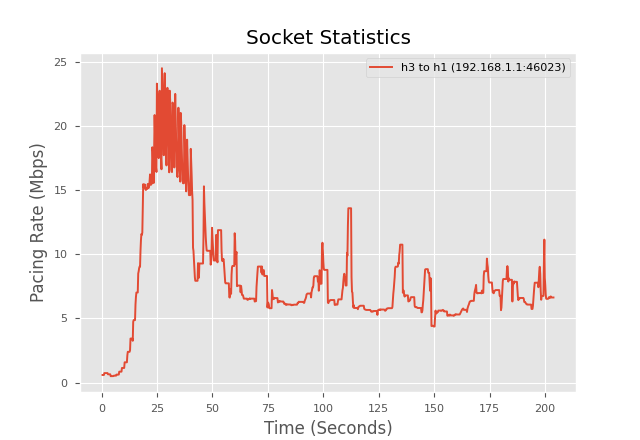 Socket Statistics
h3 to h1 (192.168.1.1:46023)
Pacing Rate (Mbps)
25
20
15
10
5
0
0 25 50 75 100 125 150 175 200
Time (Seconds)